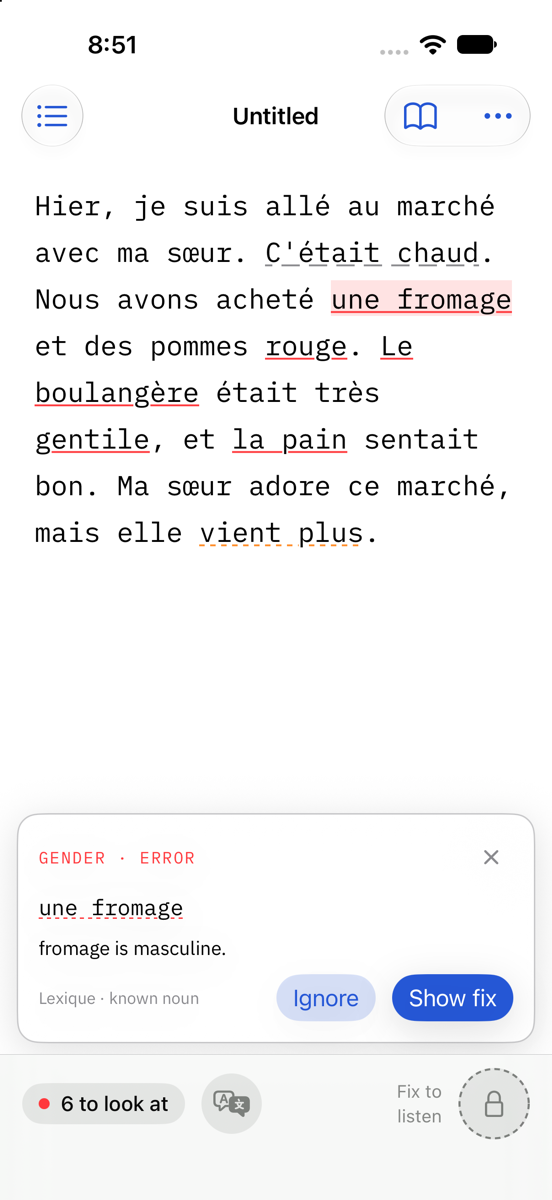 8:51
Untitled
Hier, je suis allé au marché
avec ma sœur. C'était chaud.
Nous avons acheté une fromage
et des pommes rouge. Le
boulangère était très
gentile, et la pain sentait
bon. Ma sœur adore ce marché,
mais elle vient plus.
GENDER · ERROR
une fromage
fromage is masculine.
Lexique · known noun
Ignore
Show fix
6 to look at
A 文
Fix to
listen